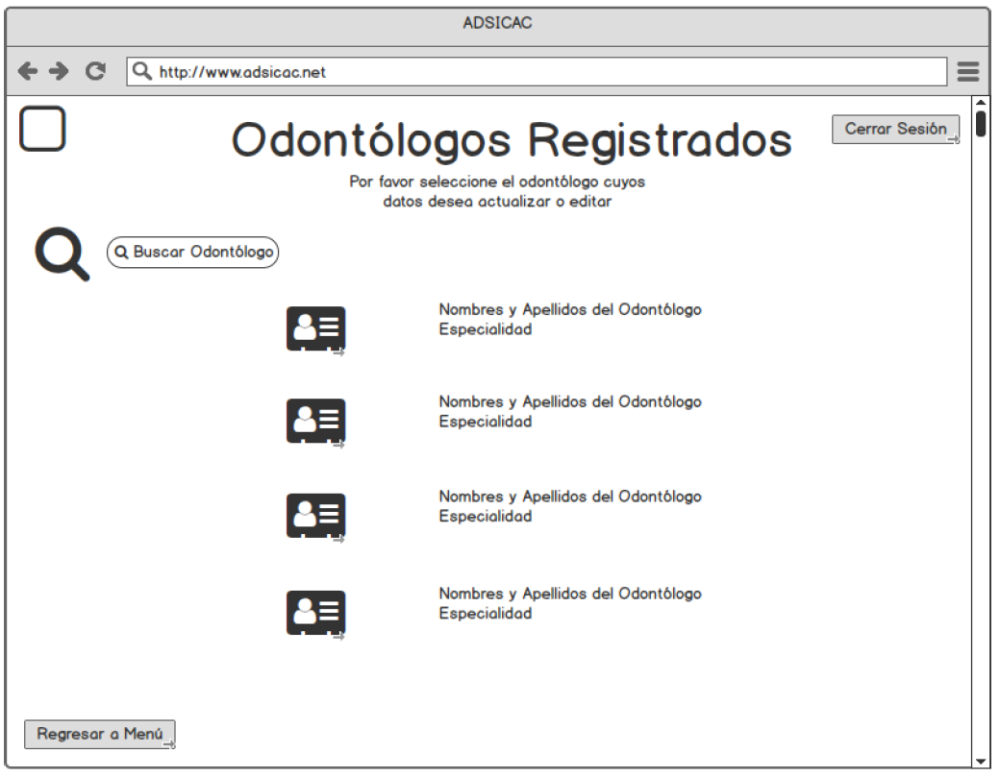 ADSICAC
http://www.adsicac.net
Odontólogos Registrados
Cerrar Sesión
Por favor seleccione el odontólogo cuyos
datos desea actualizar o editar
Buscar Odontólogo
Nombres y Apellidos del Odontólogo
Especialidad
Nombres y Apellidos del Odontólogo
Especialidad
Nombres y Apellidos del Odontólogo
Especialidad
Nombres y Apellidos del Odontólogo
Especialidad
Regresar a Menú